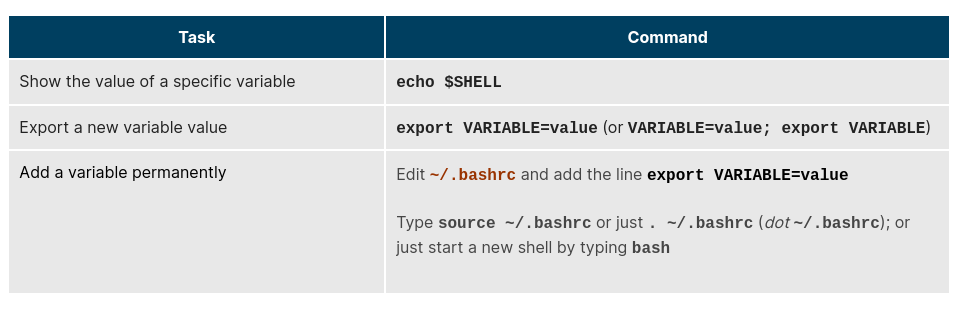 Task Command
Show the value of a specific variable echo $SHELL
Export a new variable value export VARIABLE=value (or VARIABLE=value; export VARIABLE)
Add a variable permanently Edit ~/.bashrc and add the line export VARIABLE=value
Type source ~/.bashrc or just . ~/.bashrc (dot ~/.bashrc); or
just start a new shell by typing bash